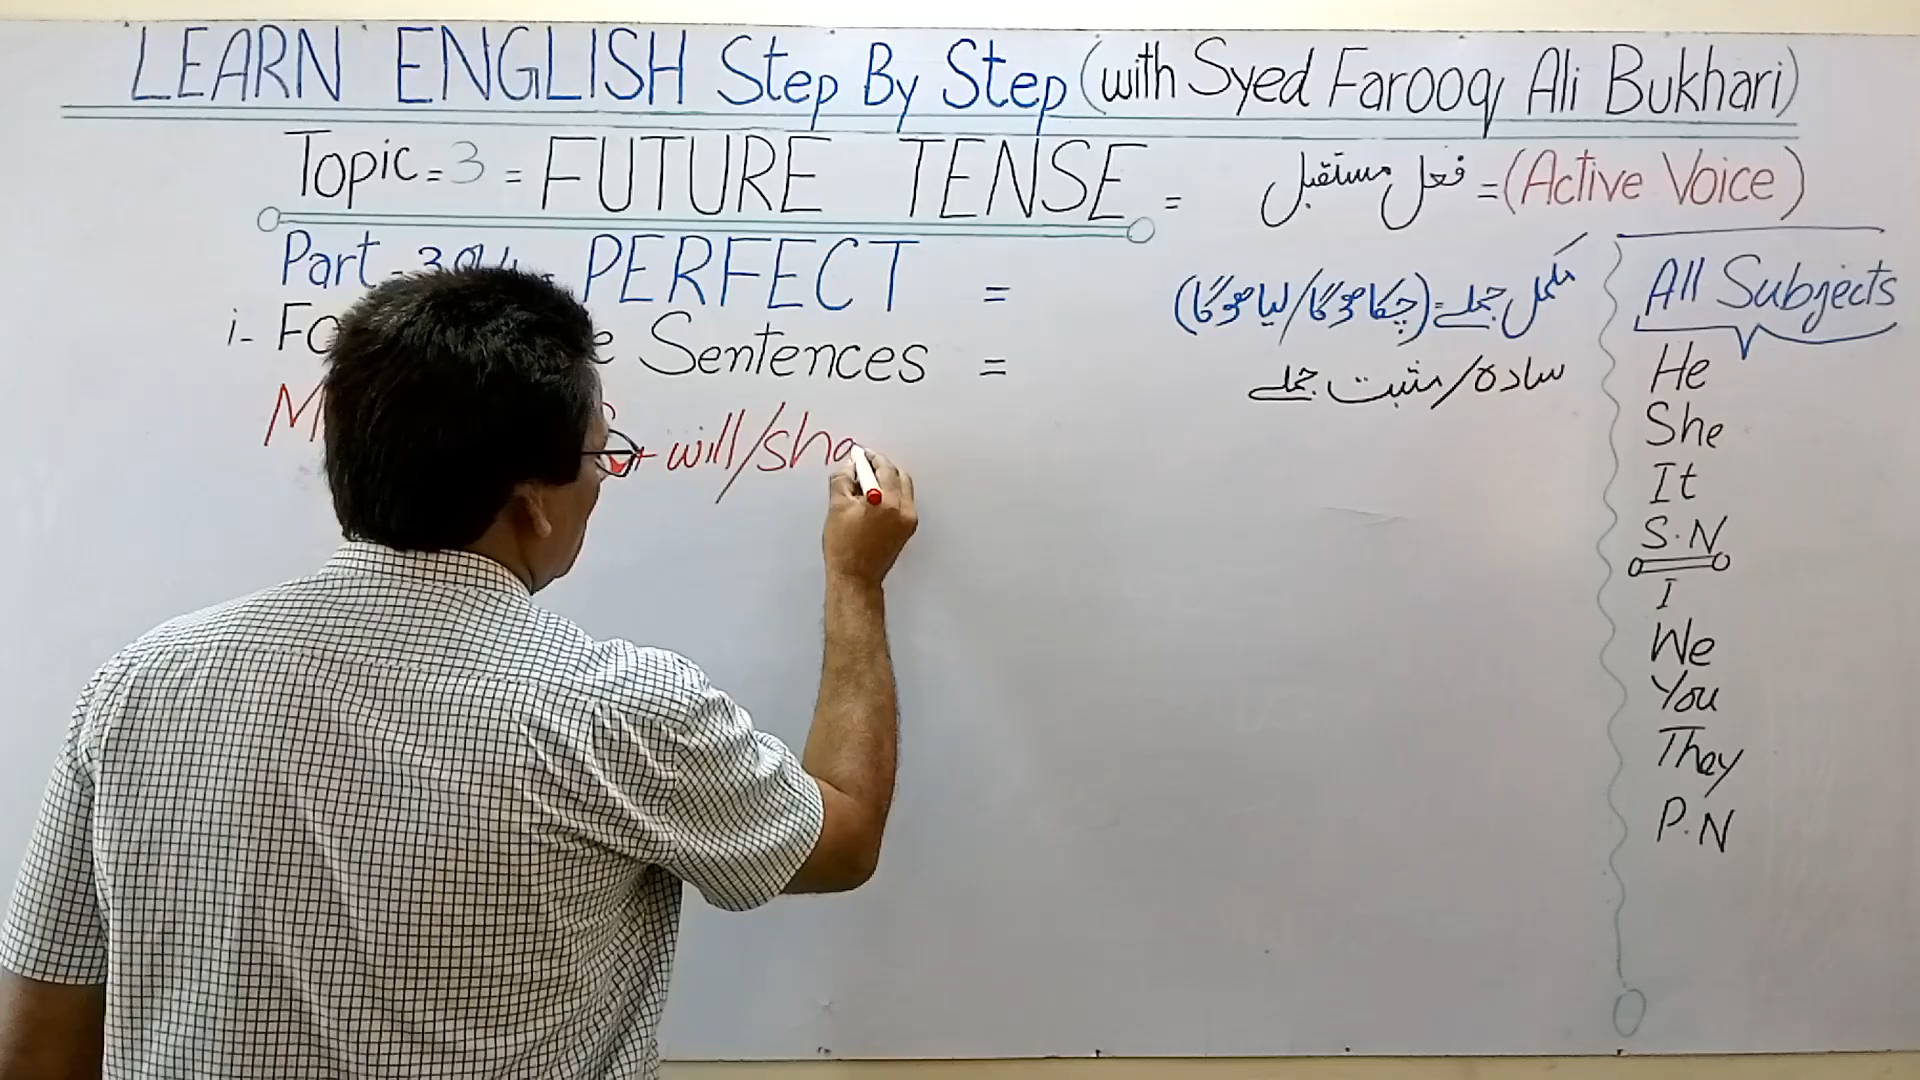 LEARN ENGLISH Step By Step (with Syed Farooq Ali Bukhari)
Topic = 3 = FUTURE TENSE = فعل مستقبل = (Active Voice)
Part - PERFECT = مکمل جملے = (چکا ہوگا/لیا ہوگا)
i- Sentences = سادہ/مثبت جملے
+ will/sha
All Subjects
He
She
It
S.N
I
We
You
They
P.N